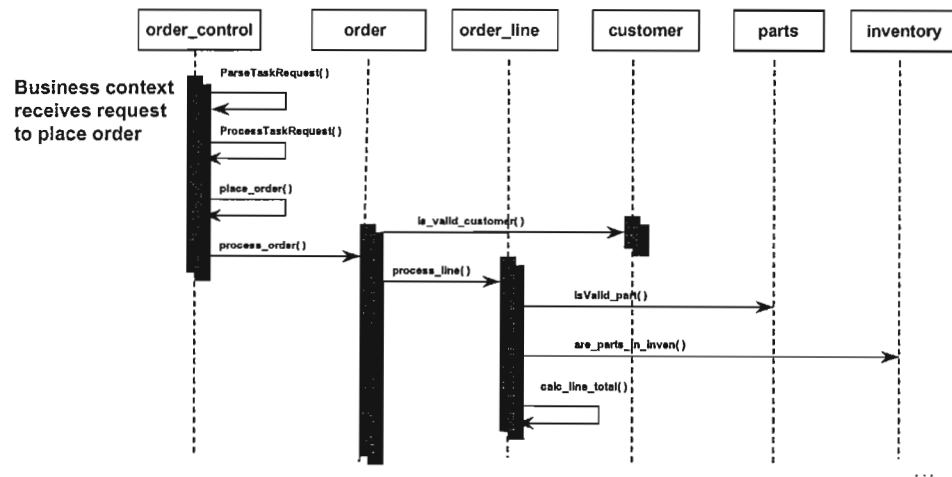 order_control
order
order_line
customer
parts
inventory
Business context
receives request
to place order
ParseTaskRequest()
ProcessTaskRequest()
place_order()
is_valid_customer()
process_order()
process_line()
isValid_part()
are_parts_in_inven()
calc_line_total()
...